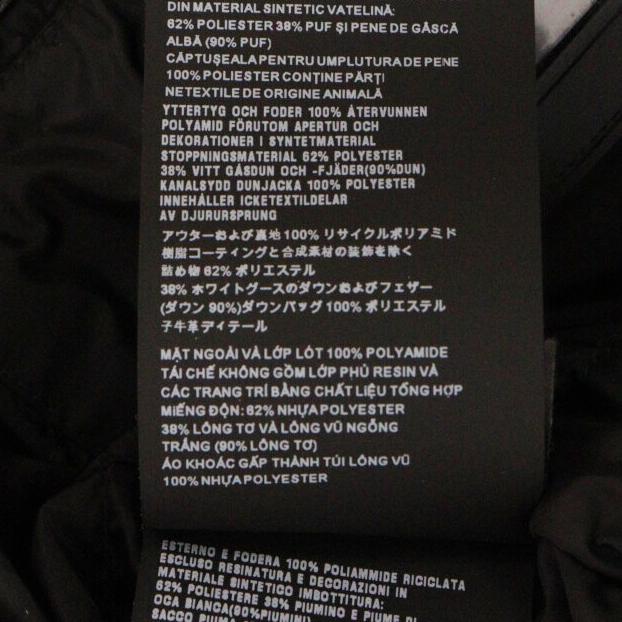 DIN MATERIAL SINTETIC VATELINĂ:
62% POLIESTER 38% PUF ȘI PENE DE GÂSCĂ
ALBĂ (90% PUF)
CĂPTUȘEALA PENTRU UMPLUTURA DE PENE
100% POLIESTER CONȚINE PĂRȚI
NETEXTILE DE ORIGINE ANIMALĂ
YTTERTYG OCH FODER 100% ÅTERVUNNEN
POLYAMID FÖRUTOM APERTUR OCH
DEKORATIONER I SYNTETMATERIAL
STOPPNINGSMATERIAL 62% POLYESTER
38% VITT GÅSDUN OCH -FJÄDER(90%DUN)
KANALSYDD DUNJACKA 100% POLYESTER
INNEHÅLLER ICKETEXTILDELAR
AV DJURURSPRUNG
アウターおよび裏地100% リサイクルポリアミド
樹脂コーティングと合成素材の装飾を除く
詰め物 62% ポリエステル
38% ホワイトグースのダウンおよびフェザー
(ダウン 90%)ダウンバッグ 100% ポリエステル
子牛革ディテール
MẶT NGOÀI VÀ LỚP LÓT 100% POLYAMIDE
TÁI CHẾ KHÔNG GỒM LỚP PHỦ RESIN VÀ
CÁC TRANG TRÍ BẰNG CHẤT LIỆU TỔNG HỢP
MIẾNG ĐỘN: 62% NHỰA POLYESTER
38% LÔNG TƠ VÀ LÔNG VŨ NGỖNG
TRẮNG (90% LÔNG TƠ)
ÁO KHOÁC GẤP THÀNH TÚI LÔNG VŨ
100% NHỰA POLYESTER
ESTERNO E FODERA 100% POLIAMMIDE RICICLATA
ESCLUSO RESINATURA E DECORAZIONI IN
MATERIALE SINTETICO IMBOTTITURA:
62% POLIESTERE 38% PIUMINO E PIUME DI
OCA BIANCA(90%PIUMINI)
SACCO PIUMA